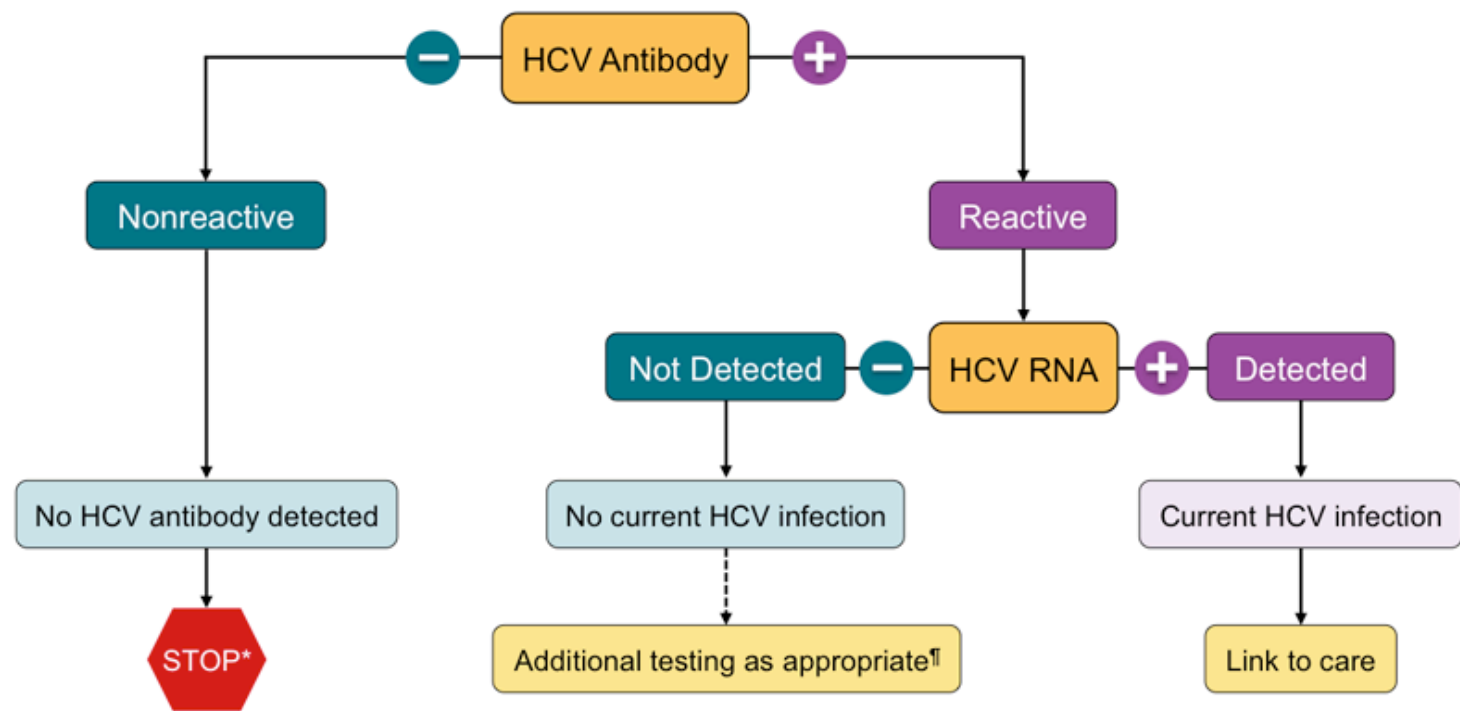 HCV Antibody
Nonreactive
Reactive
Not Detected
HCV RNA
Detected
No HCV antibody detected
No current HCV infection
Current HCV infection
STOP*
Additional testing as appropriate¶
Link to care